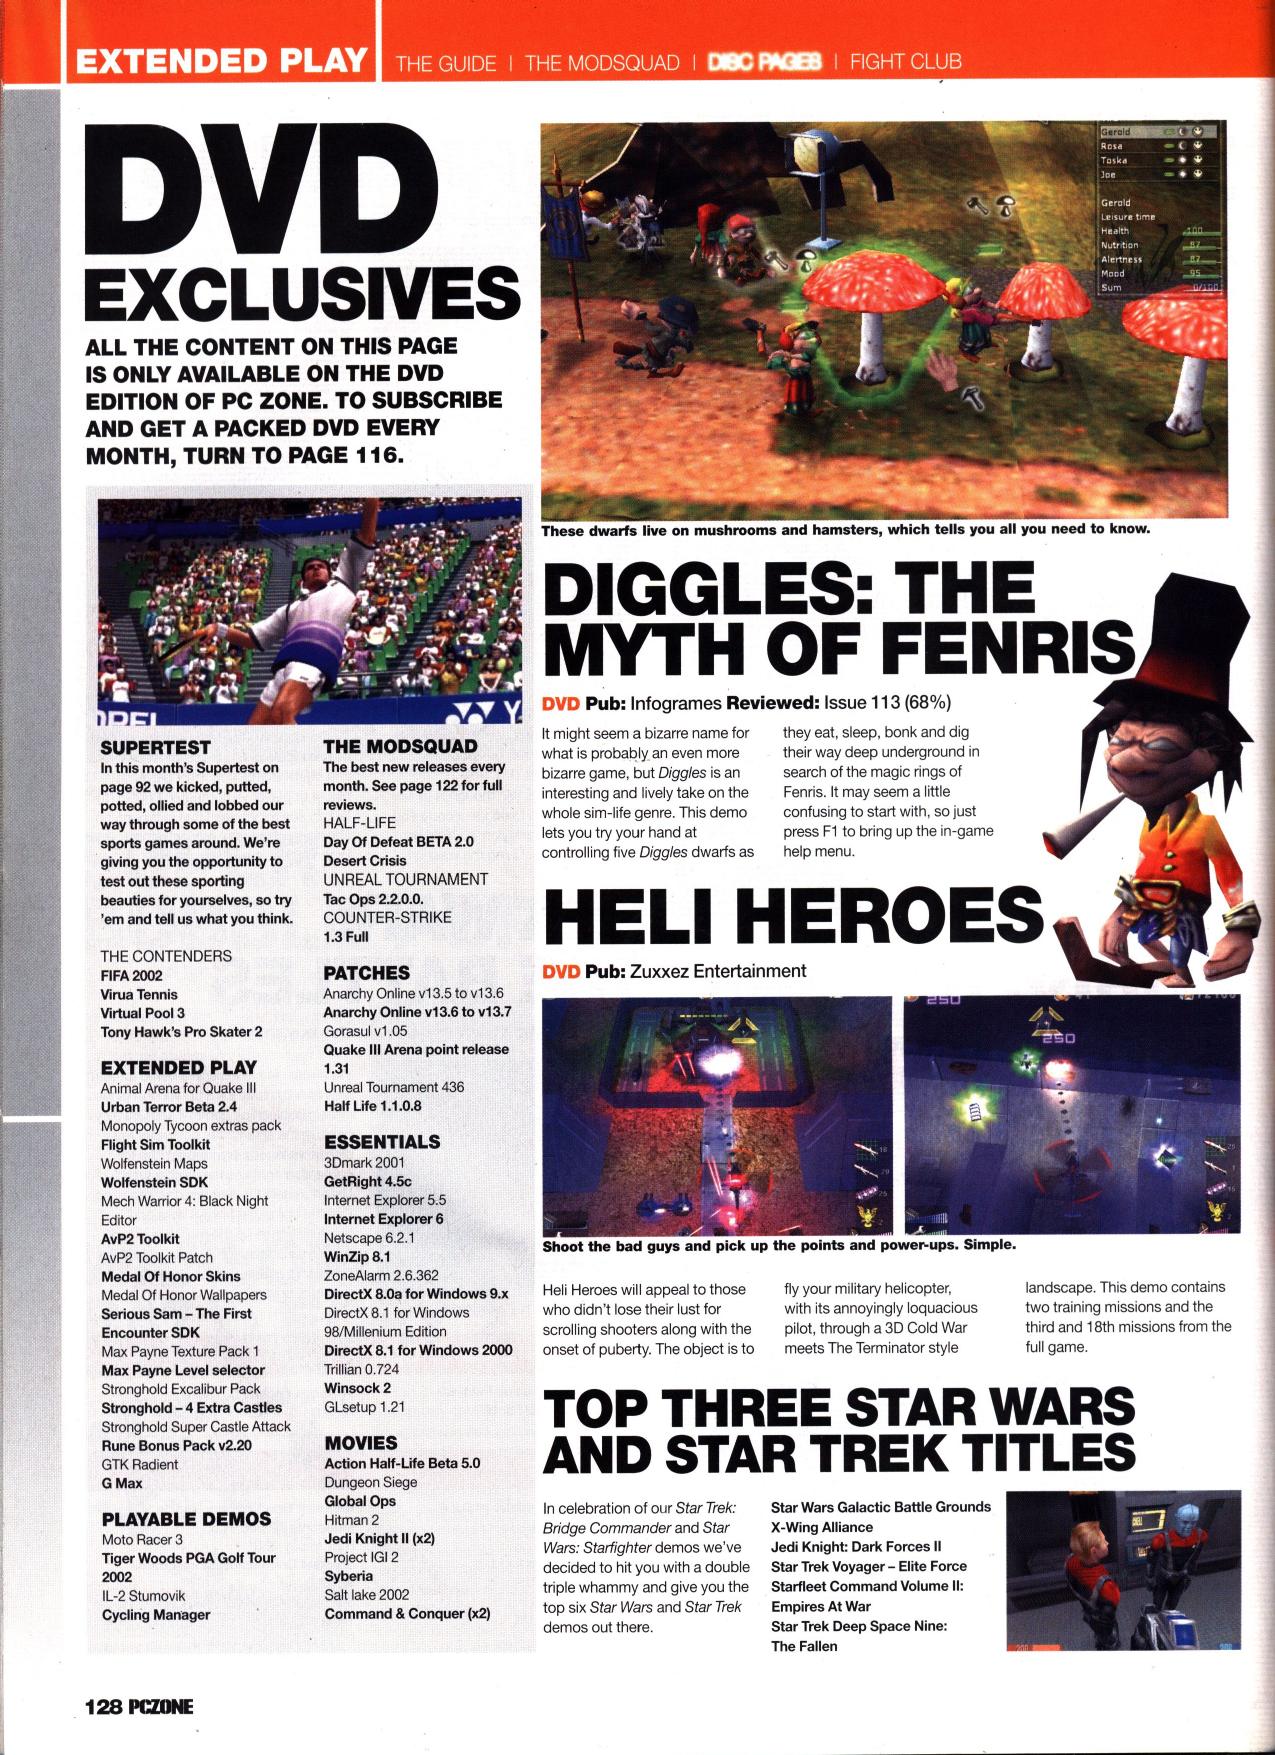 EXTENDED PLAY
THE GUIDE | THE MODSQUAD | DISC PAGES | FIGHT CLUB
DVD
EXCLUSIVES
ALL THE CONTENT ON THIS PAGE
IS ONLY AVAILABLE ON THE DVD
EDITION OF PC ZONE. TO SUBSCRIBE
AND GET A PACKED DVD EVERY
MONTH, TURN TO PAGE 116.
YONEX
SUPERTEST
In this month's Supertest on
page 92 we kicked, putted,
potted, ollied and lobbed our
way through some of the best
sports games around. We're
giving you the opportunity to
test out these sporting
beauties for yourselves, so try
'em and tell us what you think.
THE CONTENDERS
FIFA 2002
Virua Tennis
Virtual Pool 3
Tony Hawk's Pro Skater 2
EXTENDED PLAY
Animal Arena for Quake III
Urban Terror Beta 2.4
Monopoly Tycoon extras pack
Flight Sim Toolkit
Wolfenstein Maps
Wolfenstein SDK
Mech Warrior 4: Black Night
Editor
AvP2 Toolkit
AvP2 Toolkit Patch
Medal Of Honor Skins
Medal Of Honor Wallpapers
Serious Sam – The First
Encounter SDK
Max Payne Texture Pack 1
Max Payne Level selector
Stronghold Excalibur Pack
Stronghold – 4 Extra Castles
Stronghold Super Castle Attack
Rune Bonus Pack v2.20
GTK Radient
G Max
PLAYABLE DEMOS
Moto Racer 3
Tiger Woods PGA Golf Tour
2002
IL-2 Stumovik
Cycling Manager
THE MODSQUAD
The best new releases every
month. See page 122 for full
reviews.
HALF-LIFE
Day Of Defeat BETA 2.0
Desert Crisis
UNREAL TOURNAMENT
Tac Ops 2.2.0.0.
COUNTER-STRIKE
1.3 Full
PATCHES
Anarchy Online v13.5 to v13.6
Anarchy Online v13.6 to v13.7
Gorasul v1.05
Quake III Arena point release
1.31
Unreal Tournament 436
Half Life 1.1.0.8
ESSENTIALS
3Dmark 2001
GetRight 4.5c
Internet Explorer 5.5
Internet Explorer 6
Netscape 6.2.1
WinZip 8.1
ZoneAlarm 2.6.362
DirectX 8.0a for Windows 9.x
DirectX 8.1 for Windows
98/Millenium Edition
DirectX 8.1 for Windows 2000
Trillian 0.724
Winsock 2
GLsetup 1.21
MOVIES
Action Half-Life Beta 5.0
Dungeon Siege
Global Ops
Hitman 2
Jedi Knight II (x2)
Project IGI 2
Syberia
Salt lake 2002
Command & Conquer (x2)
Gerold
Rosa
Toska
Joe
Gerold
Leisure time
Health 100
Nutrition 87
Alertness 87
Mood 95
Sum 0/100
These dwarfs live on mushrooms and hamsters, which tells you all you need to know.
DIGGLES: THE
MYTH OF FENRIS
DVD Pub: Infogrames Reviewed: Issue 113 (68%)
It might seem a bizarre name for
what is probably an even more
bizarre game, but Diggles is an
interesting and lively take on the
whole sim-life genre. This demo
lets you try your hand at
controlling five Diggles dwarfs as
they eat, sleep, bonk and dig
their way deep underground in
search of the magic rings of
Fenris. It may seem a little
confusing to start with, so just
press F1 to bring up the in-game
help menu.
HELI HEROES
DVD Pub: Zuxxez Entertainment
250
250
Shoot the bad guys and pick up the points and power-ups. Simple.
Heli Heroes will appeal to those
who didn't lose their lust for
scrolling shooters along with the
onset of puberty. The object is to
fly your military helicopter,
with its annoyingly loquacious
pilot, through a 3D Cold War
meets The Terminator style
landscape. This demo contains
two training missions and the
third and 18th missions from the
full game.
TOP THREE STAR WARS
AND STAR TREK TITLES
In celebration of our Star Trek:
Bridge Commander and Star
Wars: Starfighter demos we've
decided to hit you with a double
triple whammy and give you the
top six Star Wars and Star Trek
demos out there.
Star Wars Galactic Battle Grounds
X-Wing Alliance
Jedi Knight: Dark Forces II
Star Trek Voyager – Elite Force
Starfleet Command Volume II:
Empires At War
Star Trek Deep Space Nine:
The Fallen
128 PCZONE